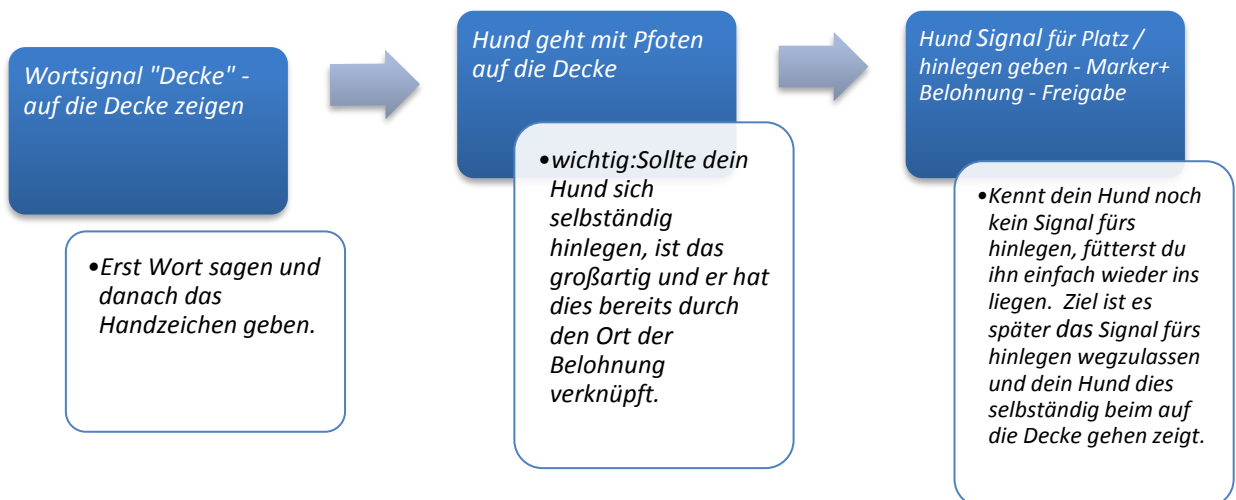 Wortsignal "Decke" -
auf die Decke zeigen
•Erst Wort sagen und
danach das
Handzeichen geben.
Hund geht mit Pfoten
auf die Decke
•wichtig:Sollte dein
Hund sich
selbständig
hinlegen, ist das
großartig und er hat
dies bereits durch
den Ort der
Belohnung
verknüpft.
Hund Signal für Platz /
hinlegen geben - Marker+
Belohnung - Freigabe
•Kennt dein Hund noch
kein Signal fürs
hinlegen, fütterst du
ihn einfach wieder ins
liegen. Ziel ist es
später das Signal fürs
hinlegen wegzulassen
und dein Hund dies
selbständig beim auf
die Decke gehen zeigt.